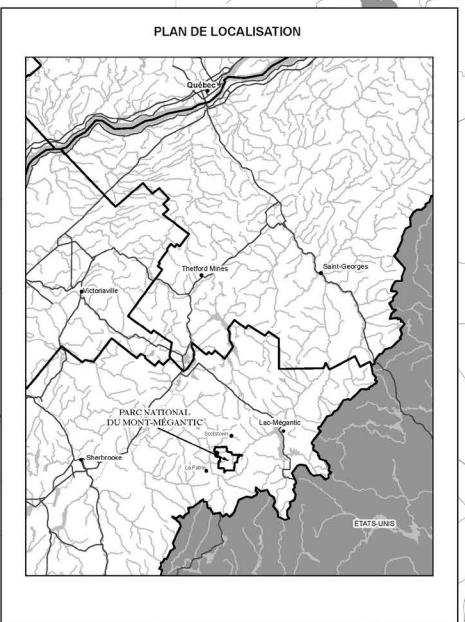 PLAN DE LOCALISATION
Québec
Thetford Mines
Saint-Georges
Victoriaville
PARC NATIONAL
DU MONT-MÉGANTIC
Lac-Mégantic
Scotstown
Sherbrooke
La Patrie
ÉTATS-UNIS